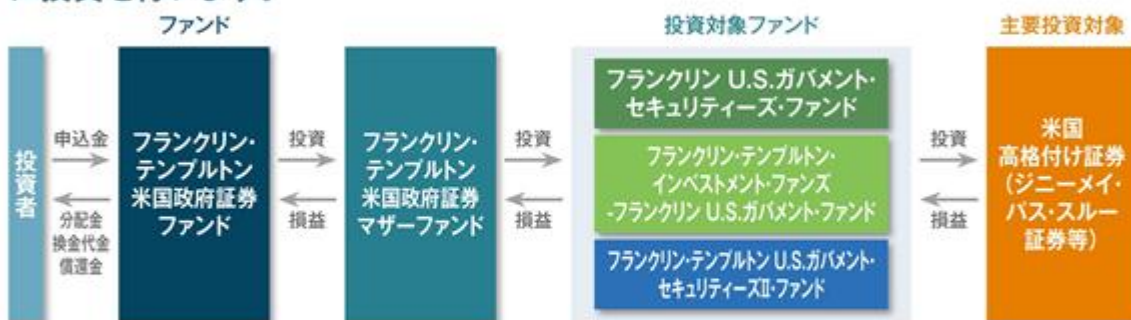 に投資を行います。
ファンド
投資対象ファンド
主要投資対象
投資者
申込金
分配金
換金代金
償還金
フランクリン・
テンプルトン
米国政府証券
ファンド
投資
損益
フランクリン・
テンプルトン
米国政府証券
マザーファンド
投資
損益
フランクリン U.S.ガバメント・
セキュリティーズ・ファンド
フランクリン・テンプルトン・
インベストメント・ファンズ
-フランクリン U.S.ガバメント・ファンド
フランクリン・テンプルトン U.S.ガバメント・
セキュリティーズII・ファンド
投資
損益
米国
高格付け証券
(ジニーメイ・
パス・スルー
証券等)